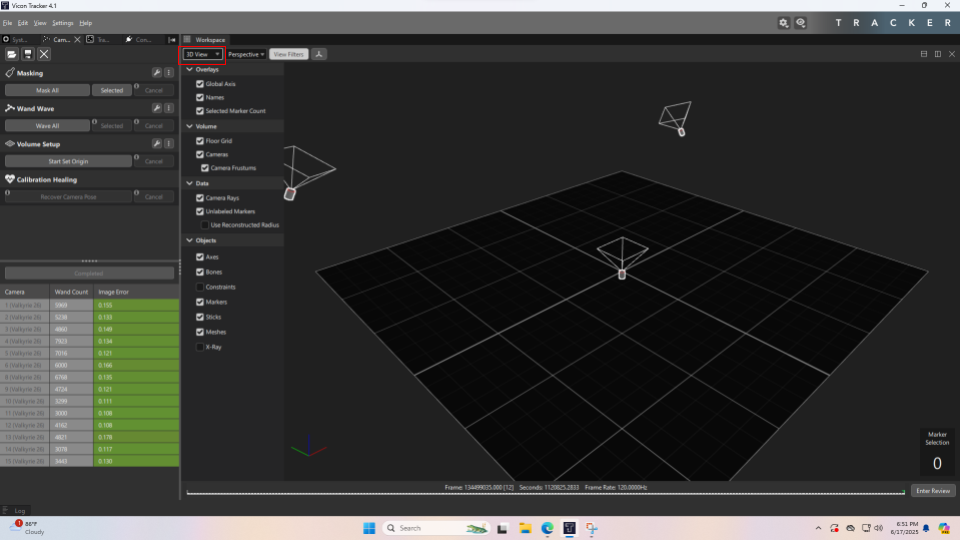 Vicon Tracker 4.1
File Edit View Settings Help
TRACKER
Syst...
Cam...
Tra...
Con...
Workspace
3D View
Perspective
View Filters
Masking
Mask All
Selected
Cancel
Wand Wave
Wave All
Selected
Cancel
Volume Setup
Start Set Origin
Cancel
Calibration Healing
Recover Camera Pose
Cancel
Completed
Camera Wand Count Image Error
1 (Valkyrie 26) 5969 0.155
2 (Valkyrie 26) 5238 0.133
3 (Valkyrie 26) 4860 0.149
4 (Valkyrie 26) 7923 0.134
5 (Valkyrie 26) 7016 0.121
6 (Valkyrie 26) 6000 0.166
8 (Valkyrie 26) 6768 0.135
9 (Valkyrie 26) 4724 0.121
10 (Valkyrie 26) 3299 0.111
11 (Valkyrie 26) 3000 0.108
12 (Valkyrie 26) 4162 0.108
13 (Valkyrie 26) 4821 0.178
14 (Valkyrie 26) 3078 0.117
15 (Valkyrie 26) 3443 0.130
Overlays
Global Axis
Names
Selected Marker Count
Volume
Floor Grid
Cameras
Camera Frustums
Data
Camera Rays
Unlabeled Markers
Use Reconstructed Radius
Objects
Axes
Bones
Constraints
Markers
Sticks
Meshes
X-Ray
Marker
Selection
0
Frame: 134499035.000 [12] Seconds: 1120825.2833 Frame Rate: 120.0000Hz
Enter Review
Log
1
86°F
Cloudy
Search
6:51 PM
6/17/2025